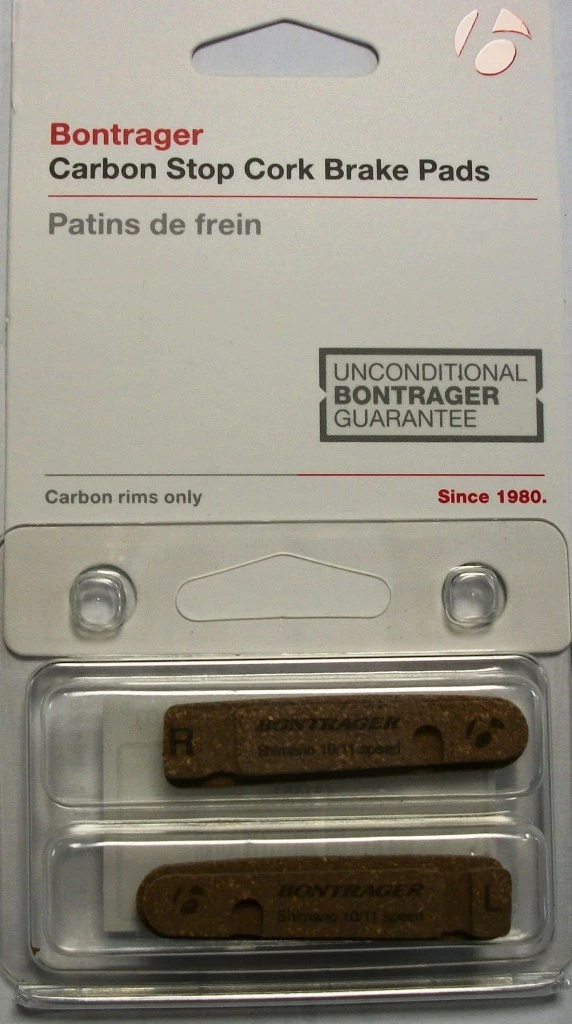 Bontrager
Carbon Stop Cork Brake Pads
Patins de frein
UNCONDITIONAL
BONTRAGER
GUARANTEE
Carbon rims only
Since 1980.
R
BONTRAGER
Shimano 10/11 speed
BONTRAGER
Shimano 10/11 speed
L